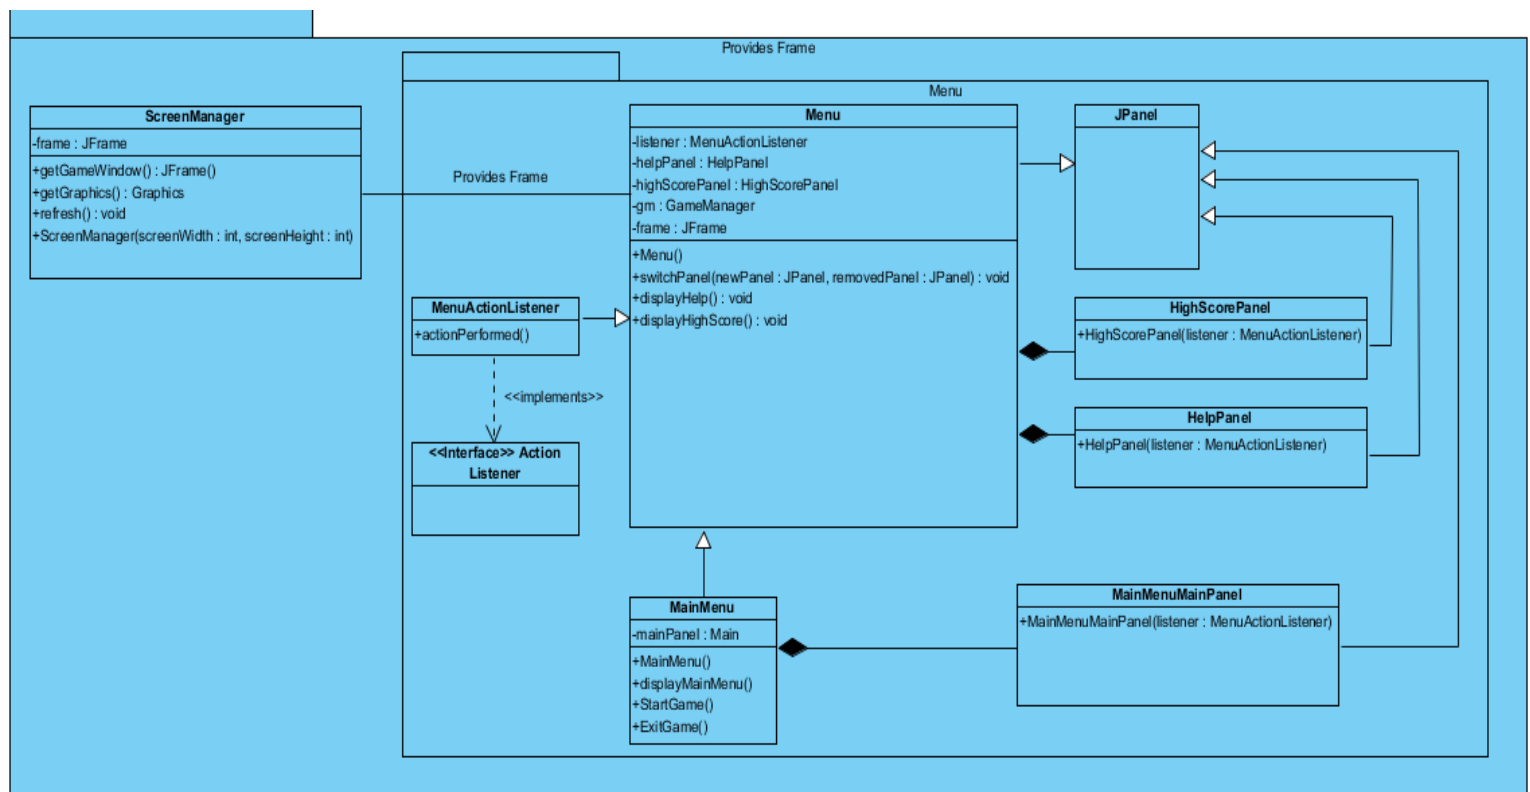 Provides Frame
Menu
ScreenManager
-frame : JFrame
+getGameWindow() : JFrame()
+getGraphics() : Graphics
+refresh() : void
+ScreenManager(screenWidth : int, screenHeight : int)
Provides Frame
Menu
-listener : MenuActionListener
-helpPanel : HelpPanel
-highScorePanel : HighScorePanel
-gm : GameManager
-frame : JFrame
+Menu()
+switchPanel(newPanel : JPanel, removedPanel : JPanel) : void
+displayHelp() : void
+displayHighScore() : void
JPanel
MenuActionListener
+actionPerformed()
<<implements>>
<<Interface>> Action
Listener
HighScorePanel
+HighScorePanel(listener : MenuActionListener)
HelpPanel
+HelpPanel(listener : MenuActionListener)
MainMenu
-mainPanel : Main
+MainMenu()
+displayMainMenu()
+StartGame()
+ExitGame()
MainMenuMainPanel
+MainMenuMainPanel(listener : MenuActionListener)